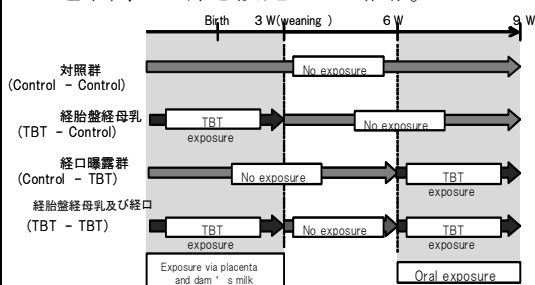 Birth 3 W(weaning ) 6 W 9 W
対照群
(Control - Control)
No exposure
経胎盤経母乳
(TBT - Control)
TBT
exposure
No exposure
経口曝露群
(Control - TBT)
No exposure
TBT
exposure
経胎盤経母乳及び経口
(TBT - TBT)
TBT
exposure
No exposure
TBT
exposure
Exposure via placenta
and dam ' s milk
Oral exposure